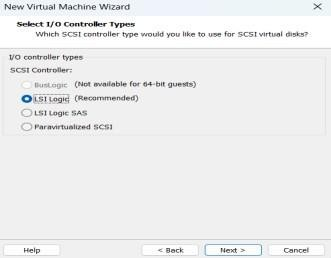 New Virtual Machine Wizard
Select I/O Controller Types
Which SCSI controller type would you like to use for SCSI virtual disks?
I/O controller types
SCSI Controller:
BusLogic (Not available for 64-bit guests)
LSI Logic (Recommended)
LSI Logic SAS
Paravirtualized SCSI
Help < Back Next > Cancel